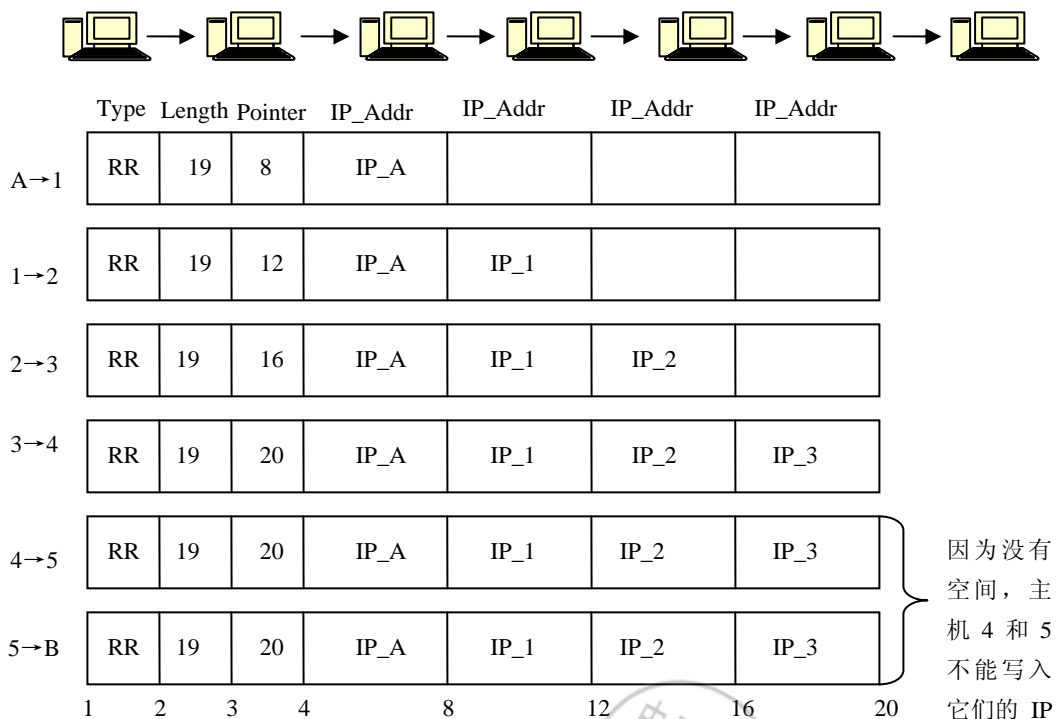 Type Length Pointer IP_Addr IP_Addr IP_Addr IP_Addr
A→1 RR 19 8 IP_A
1→2 RR 19 12 IP_A IP_1
2→3 RR 19 16 IP_A IP_1 IP_2
3→4 RR 19 20 IP_A IP_1 IP_2 IP_3
4→5 RR 19 20 IP_A IP_1 IP_2 IP_3
5→B RR 19 20 IP_A IP_1 IP_2 IP_3
1 2 3 4 8 12 16 20
因为没有
空间，主
机 4 和 5
不能写入
它们的 IP